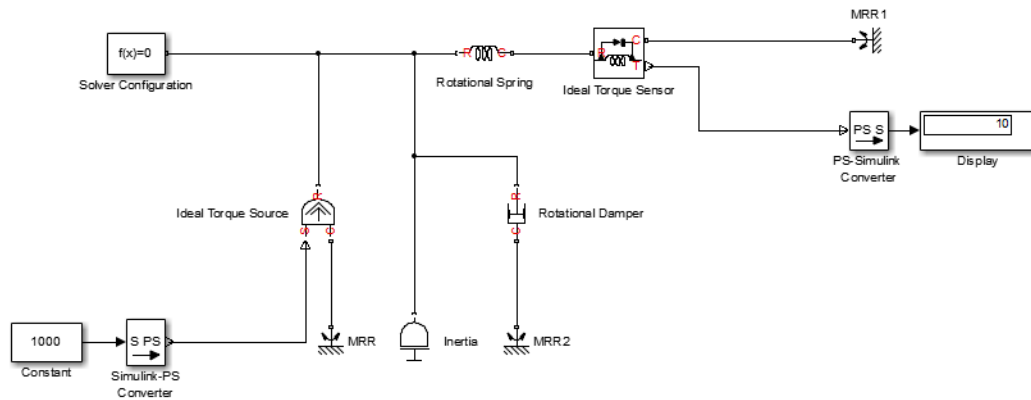 MRR1
f(x)=0
R
C
R
C
T
Solver Configuration
Rotational Spring
Ideal Torque Sensor
10
PS S
PS-Simulink
Converter
Display
R
R
Ideal Torque Source
Rotational Damper
S
C
C
1000
S PS
MRR
Inertia
MRR2
Constant
Simulink-PS
Converter